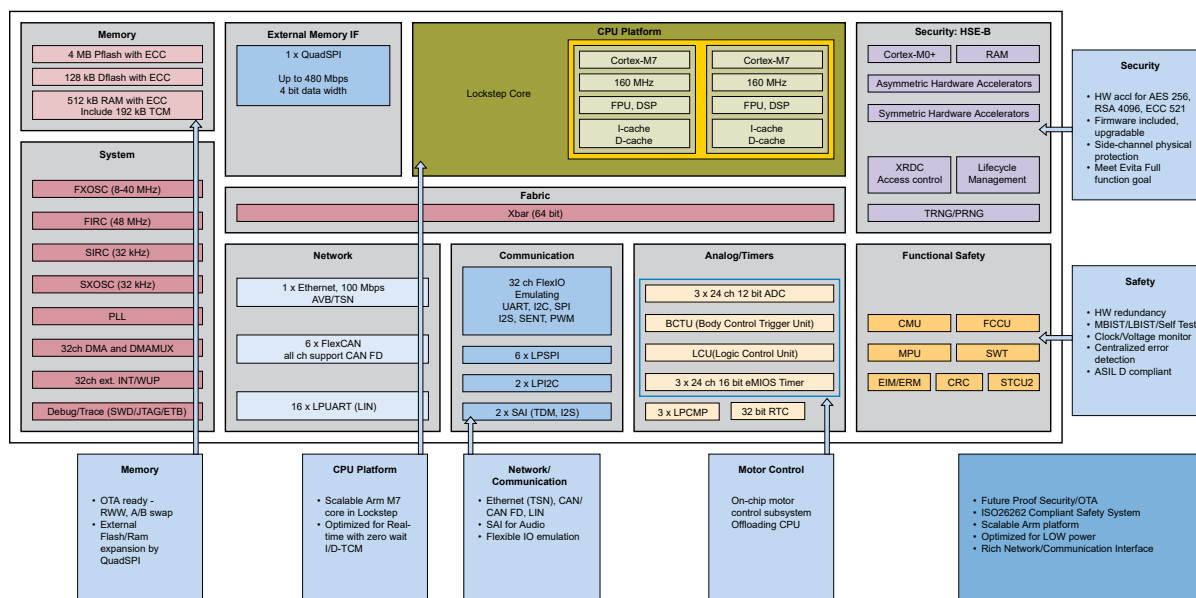 Memory
4 MB Pflash with ECC
128 kB Dflash with ECC
512 kB RAM with ECC
Include 192 kB TCM
External Memory IF
1 x QuadSPI
Up to 480 Mbps
4 bit data width
CPU Platform
Lockstep Core
Cortex-M7
160 MHz
FPU, DSP
I-cache
D-cache
Cortex-M7
160 MHz
FPU, DSP
I-cache
D-cache
Security: HSE-B
Cortex-M0+
RAM
Asymmetric Hardware Accelerators
Symmetric Hardware Accelerators
XRDC
Access control
Lifecycle
Management
TRNG/PRNG
Security
• HW accl for AES 256,
RSA 4096, ECC 521
• Firmware included,
upgradable
• Side-channel physical
protection
• Meet Evita Full
function goal
System
FXOSC (8-40 MHz)
FIRC (48 MHz)
SIRC (32 kHz)
SXOSC (32 kHz)
PLL
32ch DMA and DMAMUX
32ch ext. INT/WUP
Debug/Trace (SWD/JTAG/ETB)
Fabric
Xbar (64 bit)
Network
1 x Ethernet, 100 Mbps
AVB/TSN
6 x FlexCAN
all ch support CAN FD
16 x LPUART (LIN)
Communication
32 ch FlexIO
Emulating
UART, I2C, SPI
I2S, SENT, PWM
6 x LPSPI
2 x LPI2C
2 x SAI (TDM, I2S)
Analog/Timers
3 x 24 ch 12 bit ADC
BCTU (Body Control Trigger Unit)
LCU(Logic Control Unit)
3 x 24 ch 16 bit eMIOS Timer
3 x LPCMP
32 bit RTC
Functional Safety
CMU
FCCU
MPU
SWT
EIM/ERM
CRC
STCU2
Safety
• HW redundancy
• MBIST/LBIST/Self Test
• Clock/Voltage monitor
• Centralized error
detection
• ASIL D compliant
Memory
• OTA ready -
RWW, A/B swap
• External
Flash/Ram
expansion by
QuadSPI
CPU Platform
• Scalable Arm M7
core in Lockstep
• Optimized for Real-
time with zero wait
I/D-TCM
Network/
Communication
• Ethernet (TSN), CAN/
CAN FD, LIN
• SAI for Audio
• Flexible IO emulation
Motor Control
On-chip motor
control subsystem
Offloading CPU
• Future Proof Security/OTA
• ISO26262 Compliant Safety System
• Scalable Arm platform
• Optimized for LOW power
• Rich Network/Communication Interface